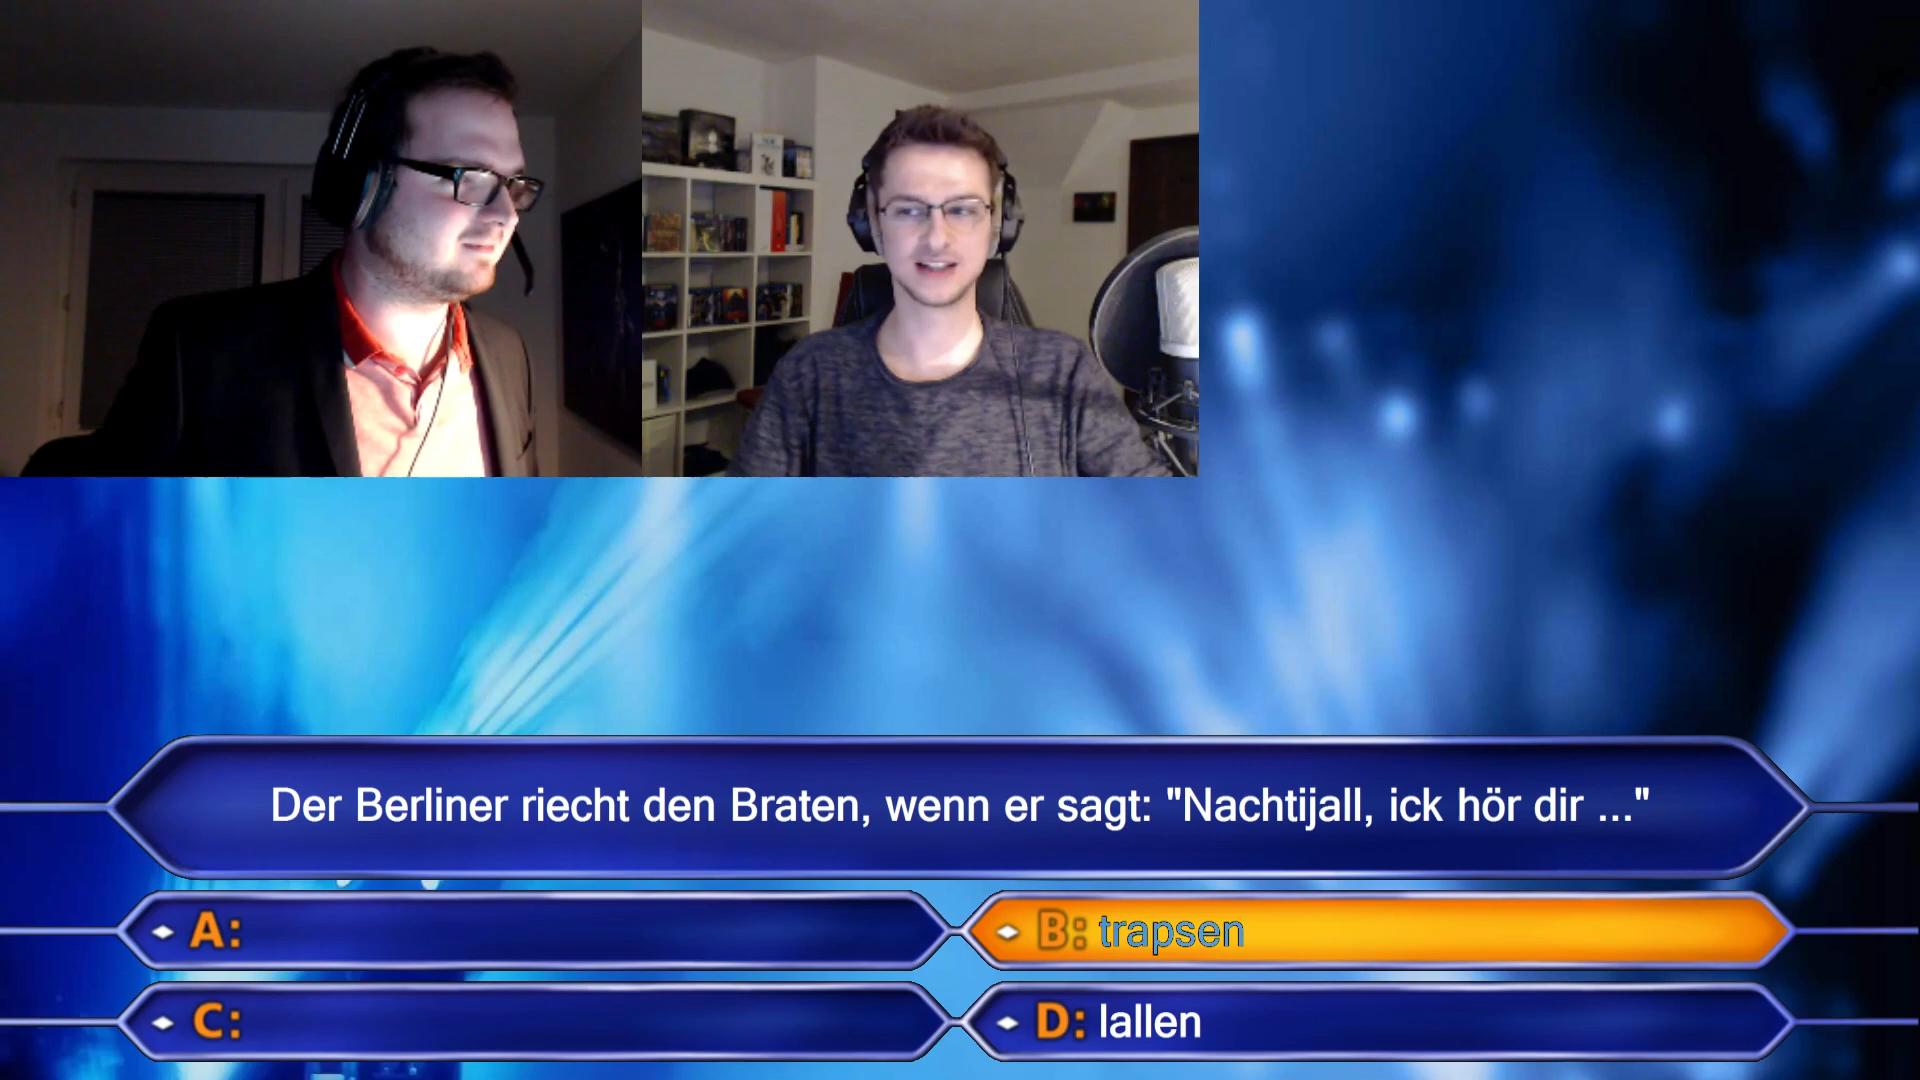 Der Berliner riecht den Braten, wenn er sagt: "Nachtijall, ick hör dir ..."
A:
B: trapsen
C:
D: lallen